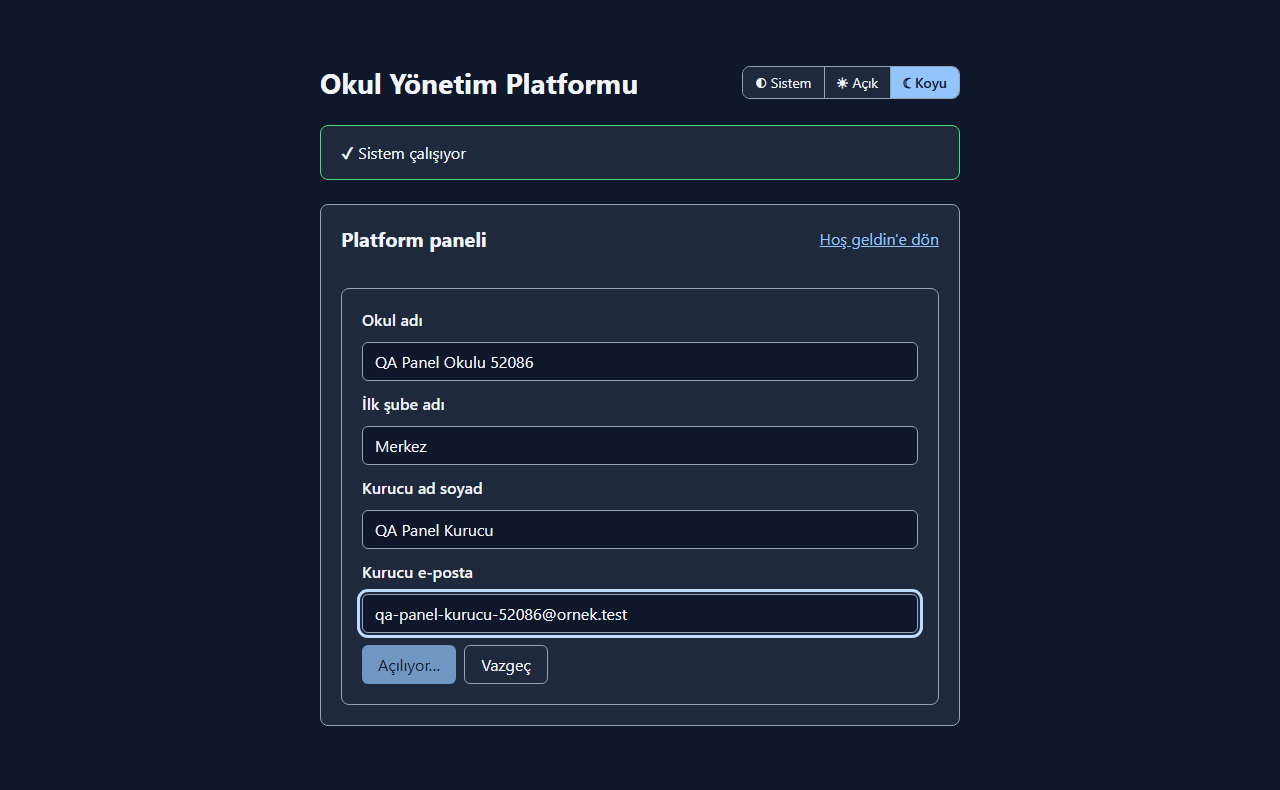 Okul Yönetim Platformu
◐ Sistem ☀ Açık ☾ Koyu
✓ Sistem çalışıyor
Platform paneli
Hoş geldin'e dön
Okul adı
QA Panel Okulu 52086
İlk şube adı
Merkez
Kurucu ad soyad
QA Panel Kurucu
Kurucu e-posta
qa-panel-kurucu-52086@ornek.test
Açılıyor… Vazgeç